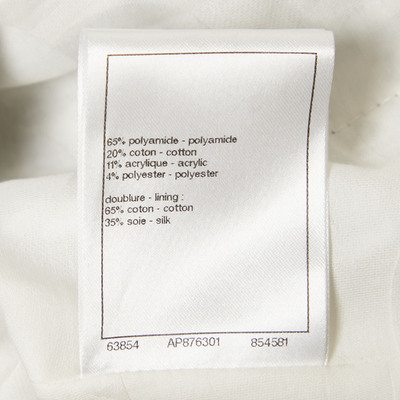 65% polyamide - polyamide
20% coton - cotton
11% acrylique - acrylic
4% polyester - polyester
doublure - lining :
65% coton - cotton
35% soie - silk
63854 AP876301 854581